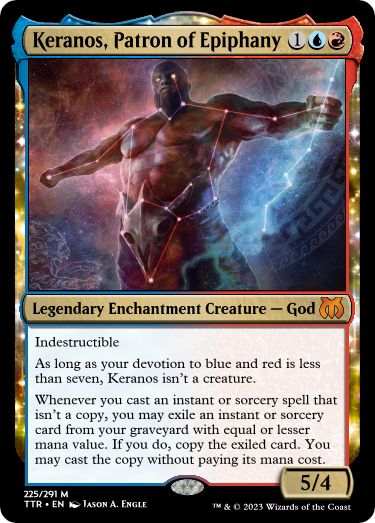 Keranos, Patron of Epiphany 1
Legendary Enchantment Creature — God
Indestructible
As long as your devotion to blue and red is less
than seven, Keranos isn't a creature.
Whenever you cast an instant or sorcery spell that
isn't a copy, you may exile an instant or sorcery
card from your graveyard with equal or lesser
mana value. If you do, copy the exiled card. You
may cast the copy without paying its mana cost.
5/4
225/291 M
TTR • EN Jason A. Engle
™ & © 2023 Wizards of the Coast